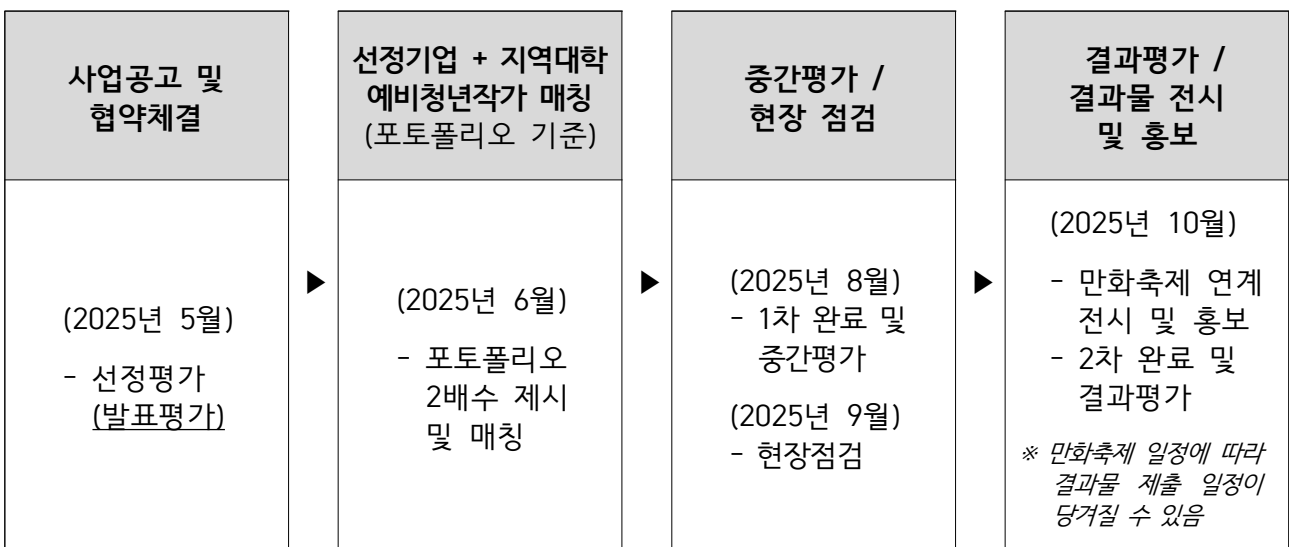 사업공고 및
협약체결
선정기업 + 지역대학
예비청년작가 매칭
(포토폴리오 기준)
중간평가 /
현장 점검
결과평가 /
결과물 전시
및 홍보
(2025년 5월)
- 선정평가
(발표평가)
▶
(2025년 6월)
- 포토폴리오
2배수 제시
및 매칭
▶
(2025년 8월)
- 1차 완료 및
중간평가
(2025년 9월)
- 현장점검
▶
(2025년 10월)
- 만화축제 연계
전시 및 홍보
- 2차 완료 및
결과평가
※ 만화축제 일정에 따라
결과물 제출 일정이
당겨질 수 있음